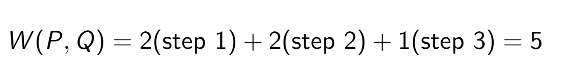 W(P, Q) = 2(step 1) + 2(step 2) + 1(step 3) = 5